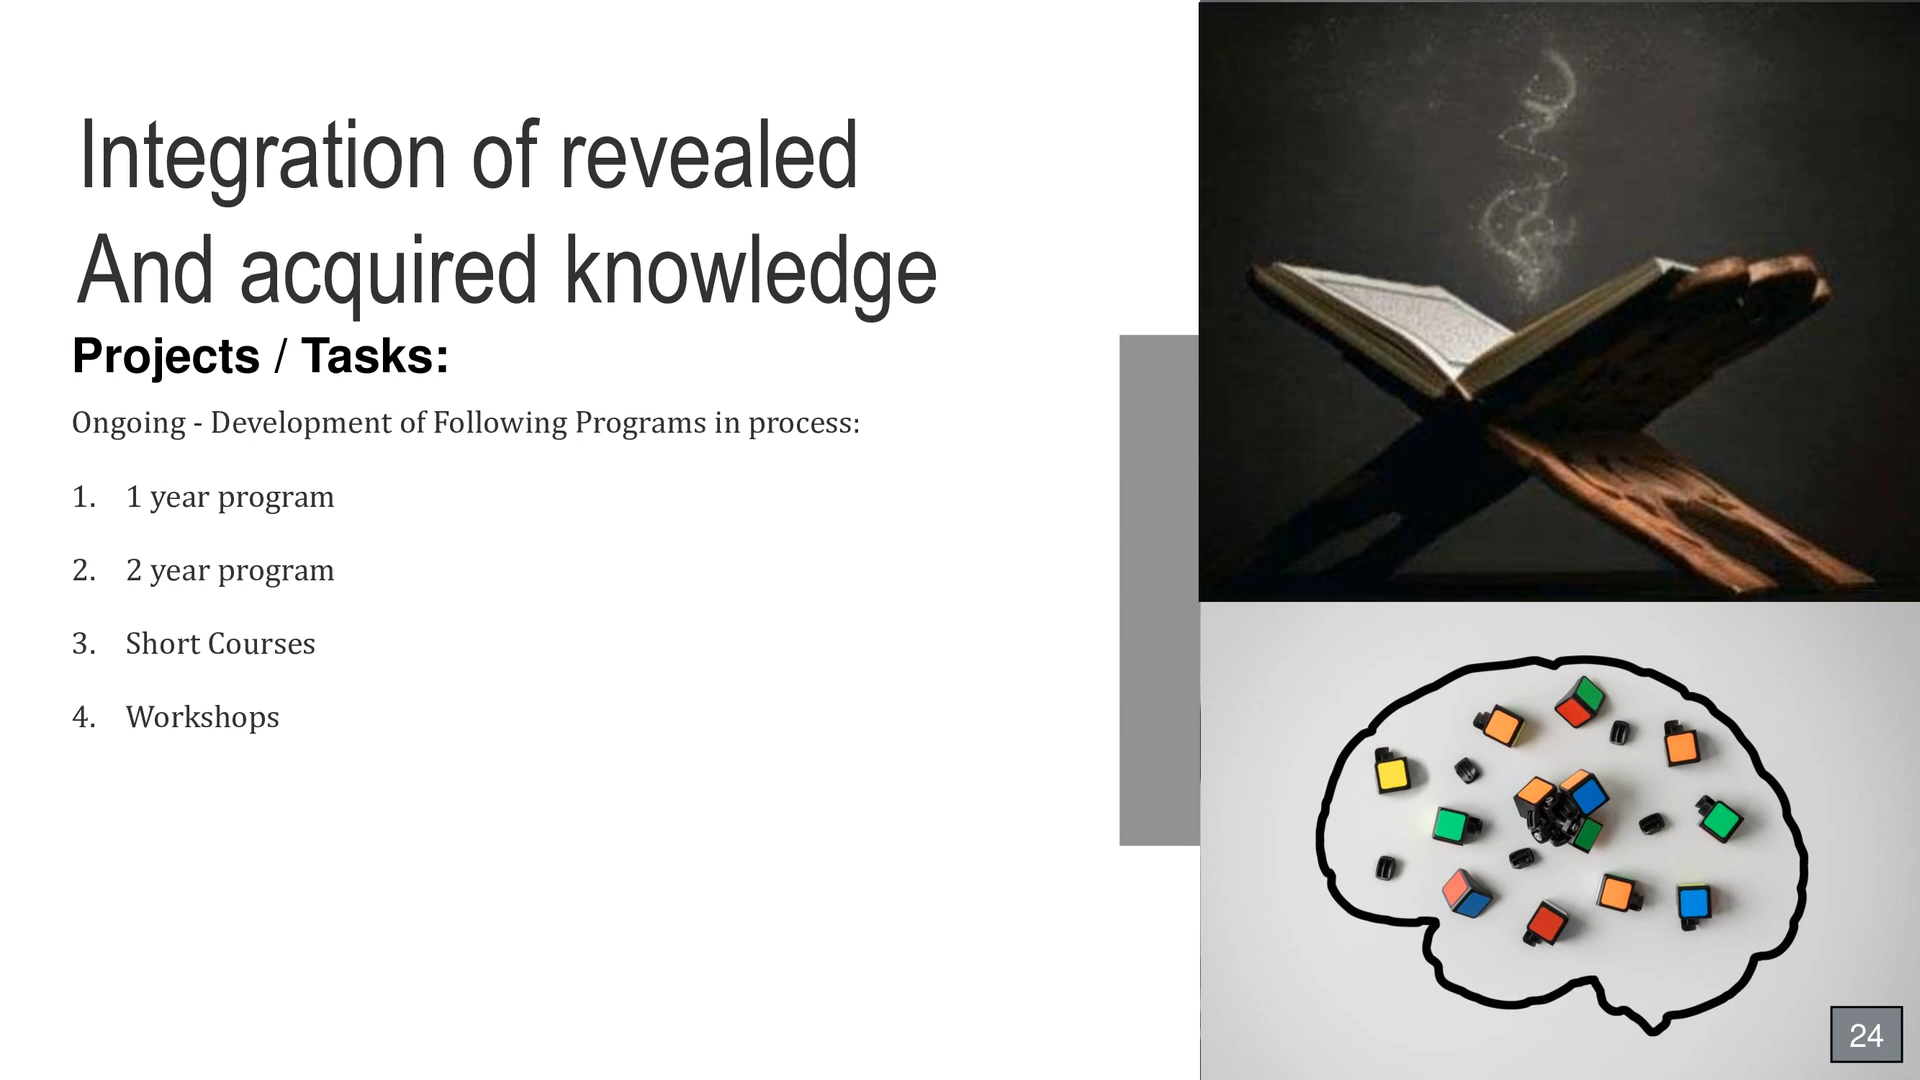 Integration of revealed
And acquired knowledge
Projects / Tasks:
Ongoing - Development of Following Programs in process:
1. 1 year program
2. 2 year program
3. Short Courses
4. Workshops
24